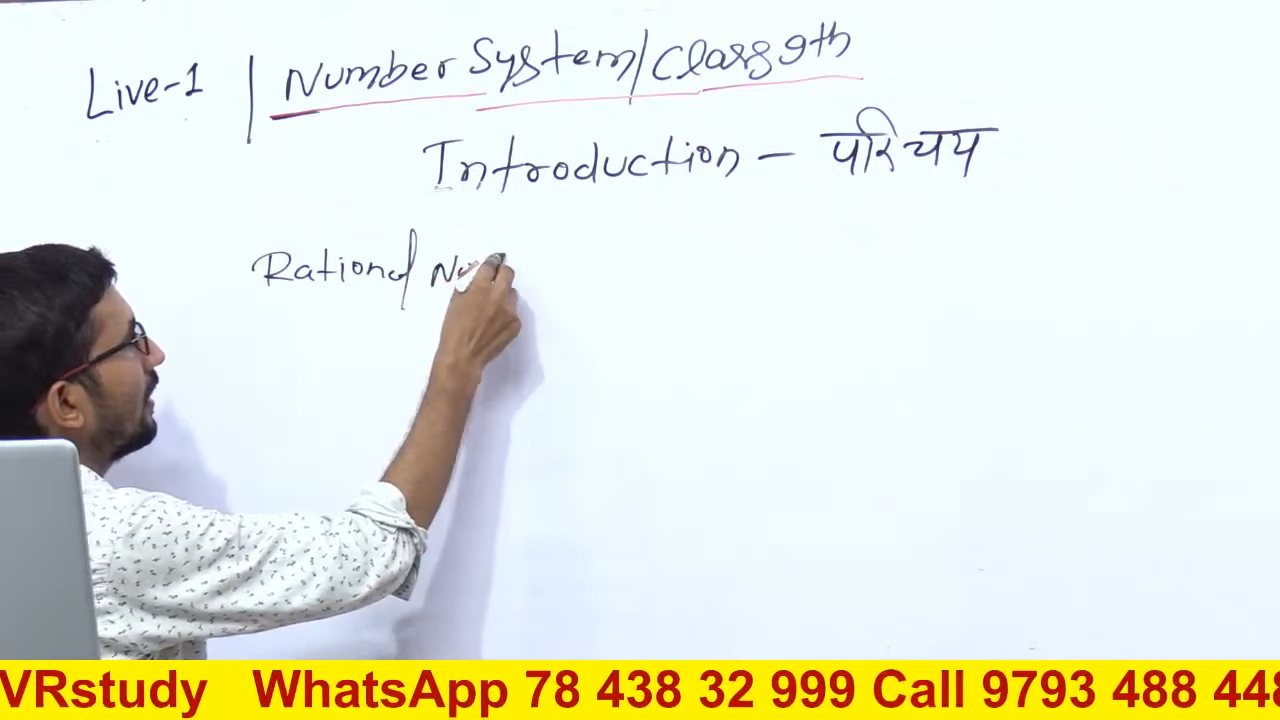 Live-1 | Number System/Class 9th
Introduction – परिचय
Rational
VRstudy WhatsApp 78 438 32 999 Call 9793 488 448